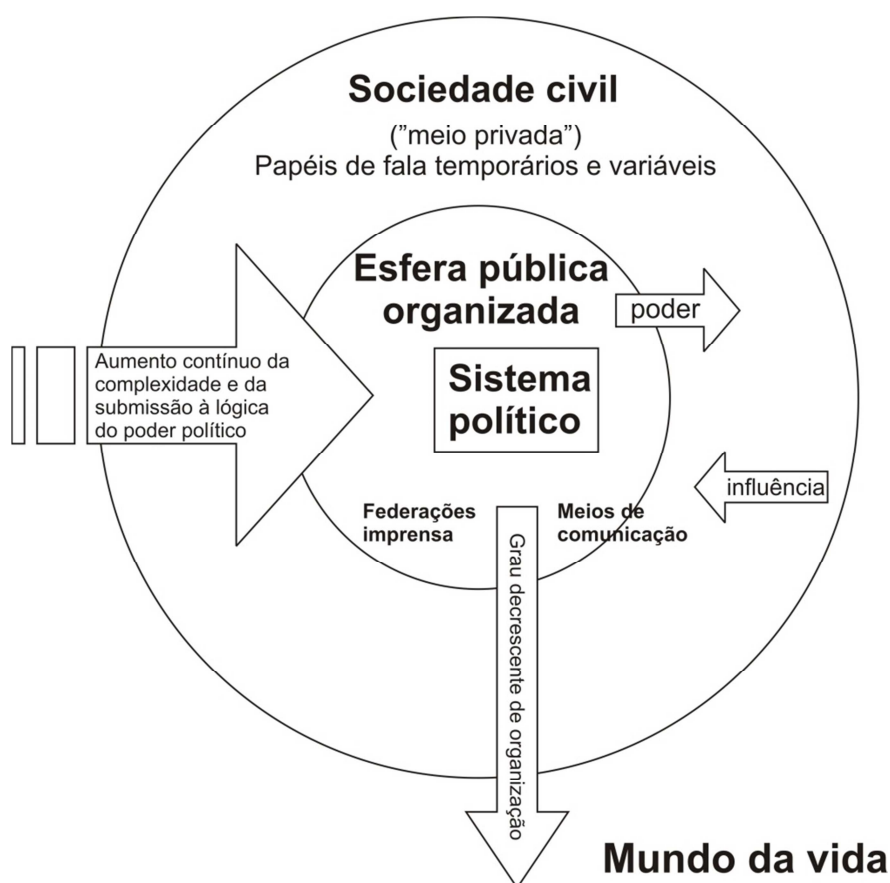 Sociedade civil
("meio privada")
Papéis de fala temporários e variáveis
Esfera pública
organizada
poder
Aumento contínuo da
complexidade e da
submissão à lógica
do poder político
Sistema
político
influência
Federações
imprensa
Meios de
comunicação
Grau decrescente de organização
Mundo da vida